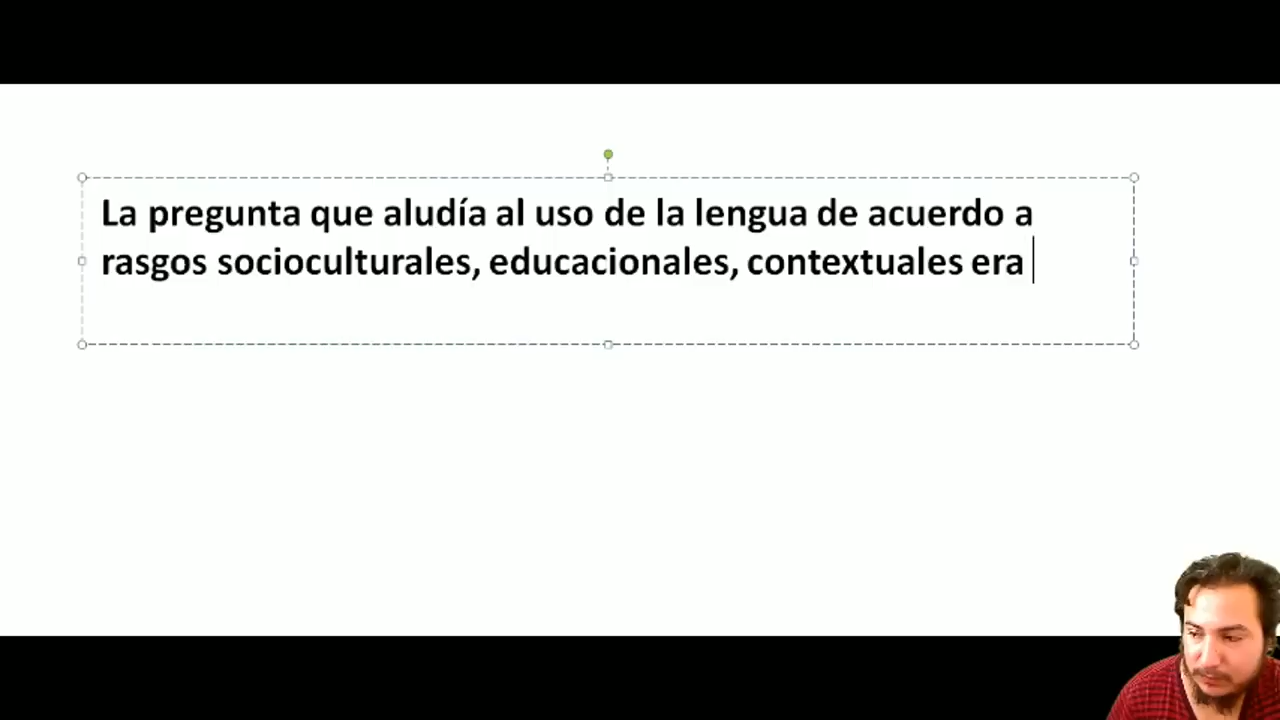 La pregunta que aludía al uso de la lengua de acuerdo a
rasgos socioculturales, educacionales, contextuales era